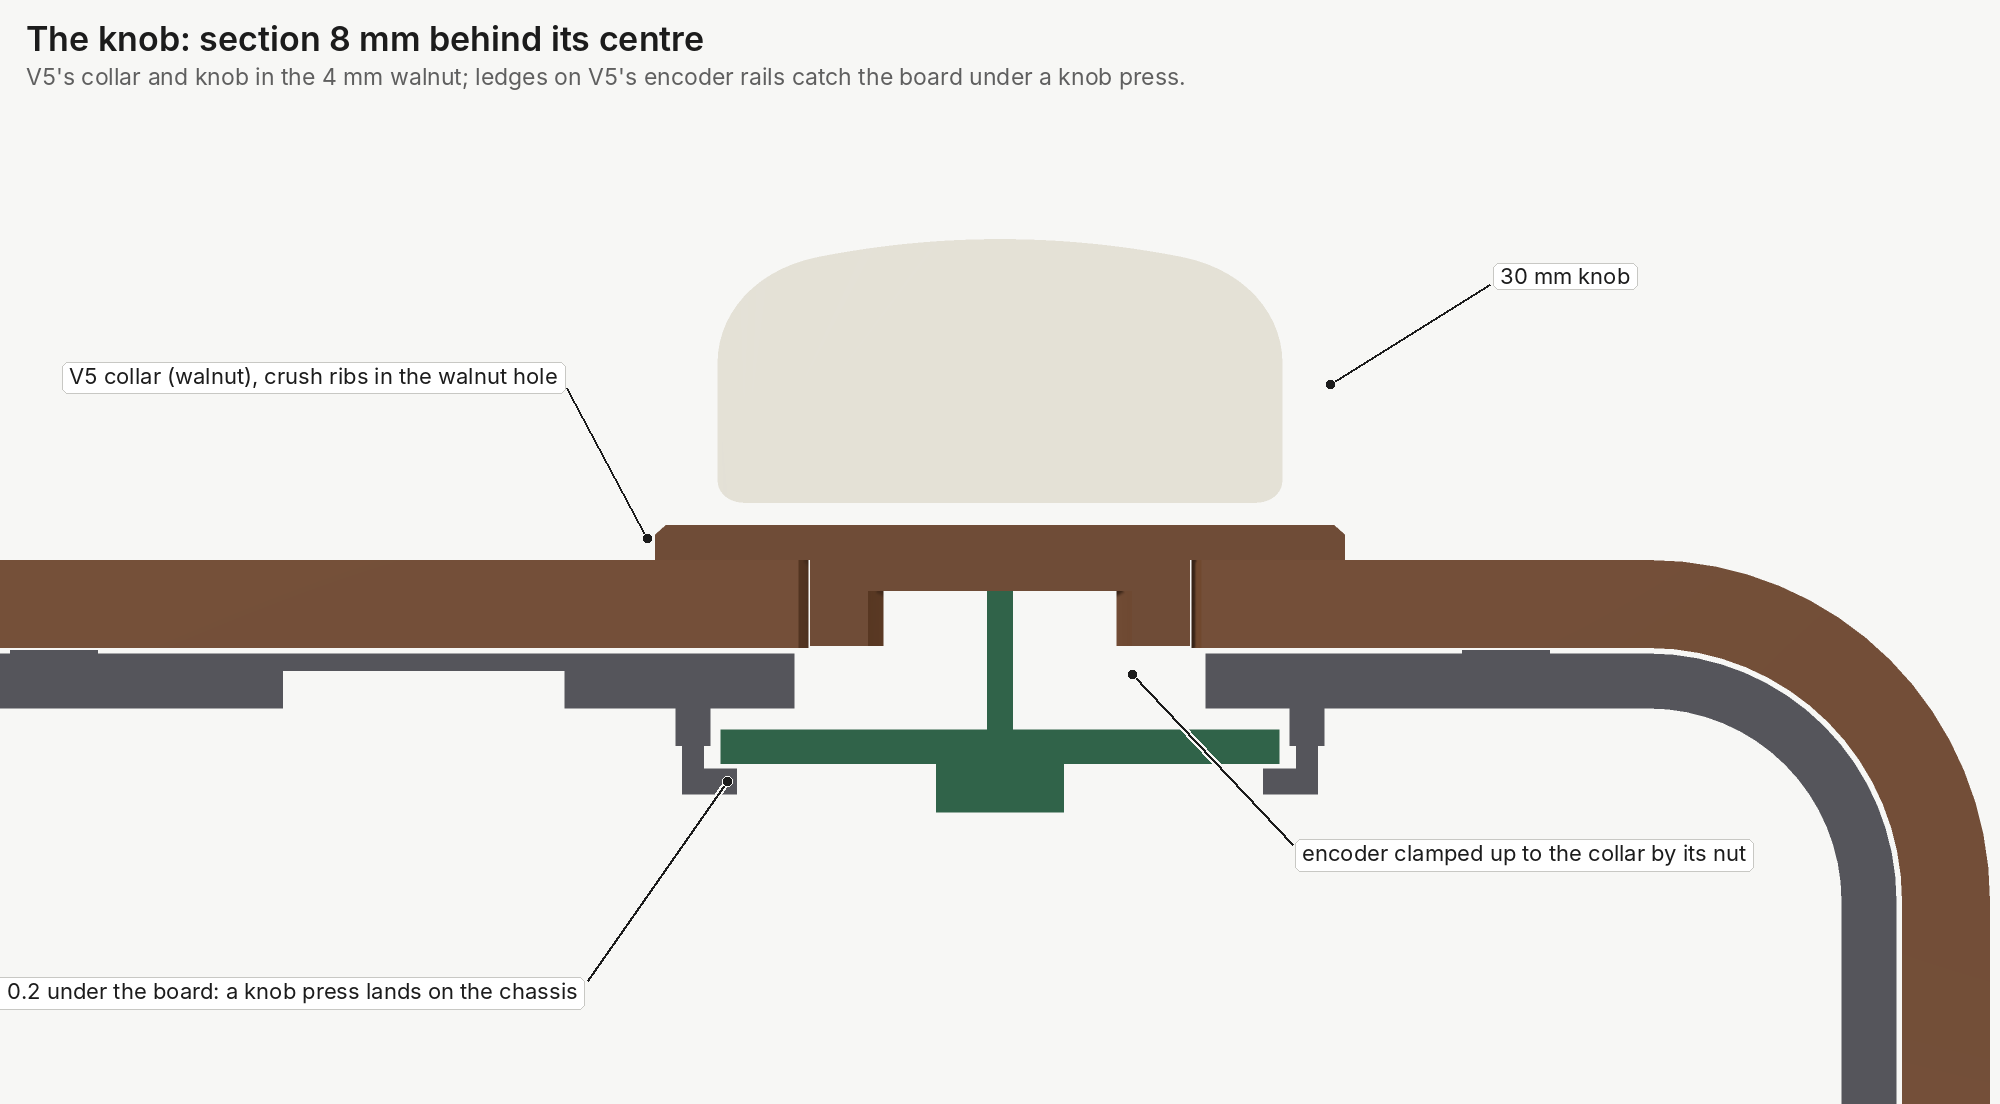 The knob: section 8 mm behind its centre
V5's collar and knob in the 4 mm walnut; ledges on V5's encoder rails catch the board under a knob press.
30 mm knob
V5 collar (walnut), crush ribs in the walnut hole
encoder clamped up to the collar by its nut
0.2 under the board: a knob press lands on the chassis